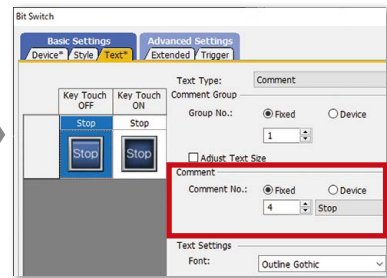 Bit Switch
Basic Settings Advanced Settings
Device* Style Text* Extended Trigger
Text Type: Comment
Key Touch OFF Key Touch ON
Comment Group
Group No.: Fixed Device
1
Stop Stop
Stop Stop
Adjust Text Size
Comment
Comment No.: Fixed Device
4 Stop
Text Settings
Font: Outline Gothic